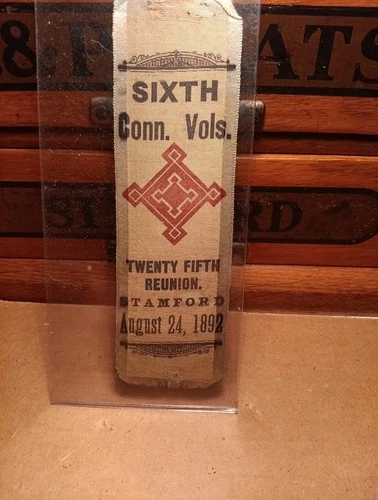 SIXTH
Conn. Vols.
TWENTY FIFTH
REUNION.
STAMFORD
August 24, 1892